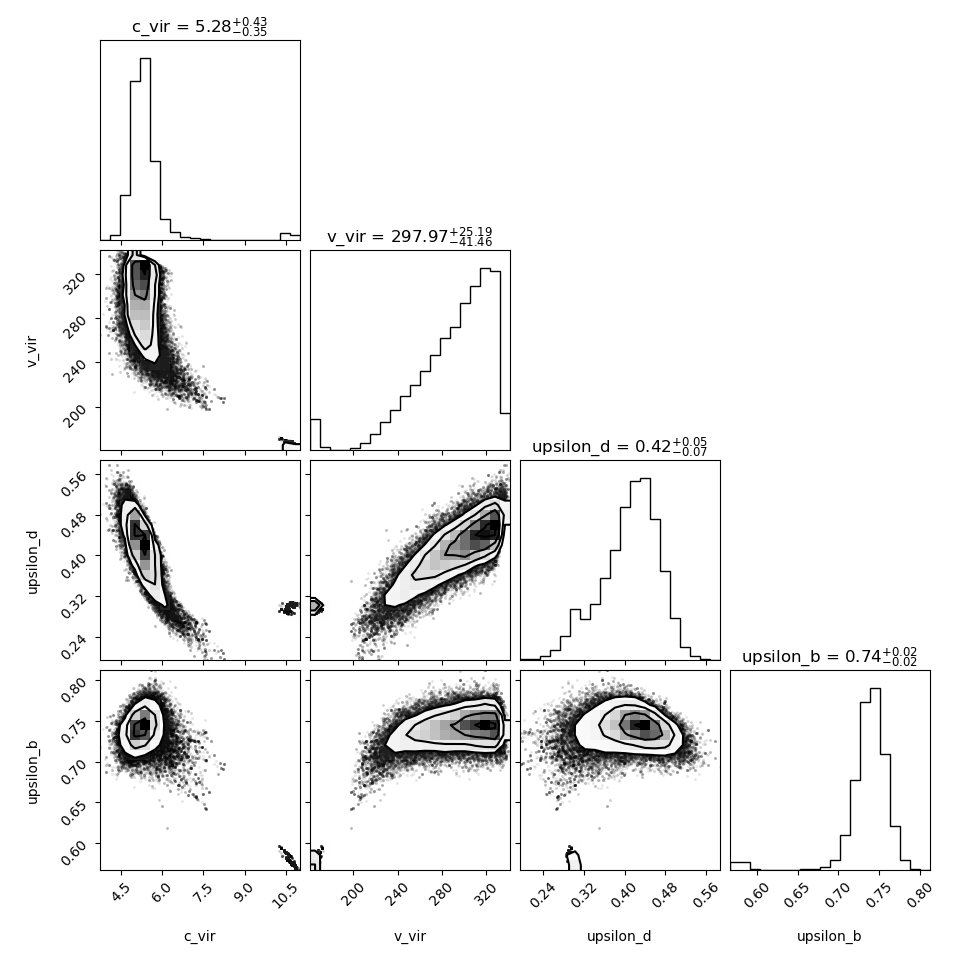 c_vir = 5.28^{+0.43}_{-0.35}
v_vir = 297.97^{+25.19}_{-41.46}
320
280
240
200
v_vir
upsilon_d = 0.42^{+0.05}_{-0.07}
0.56
0.48
0.40
0.32
0.24
upsilon_d
upsilon_b = 0.74^{+0.02}_{-0.02}
0.80
0.75
0.70
0.65
0.60
upsilon_b
4.5 6.0 7.5 9.0 10.5 200 240 280 320 0.24 0.32 0.40 0.48 0.56 0.60 0.65 0.70 0.75 0.80
c_vir v_vir upsilon_d upsilon_b